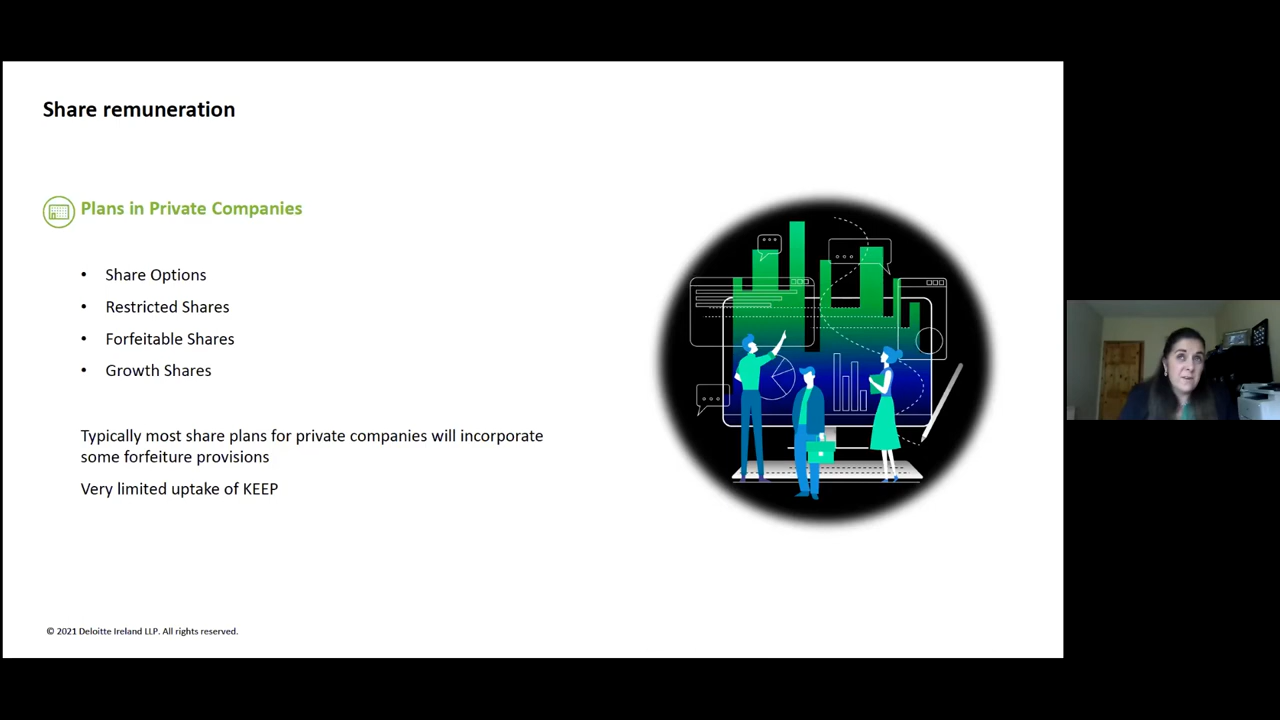 Share remuneration
Plans in Private Companies
• Share Options
• Restricted Shares
• Forfeitable Shares
• Growth Shares
Typically most share plans for private companies will incorporate
some forfeiture provisions
Very limited uptake of KEEP
© 2021 Deloitte Ireland LLP. All rights reserved.